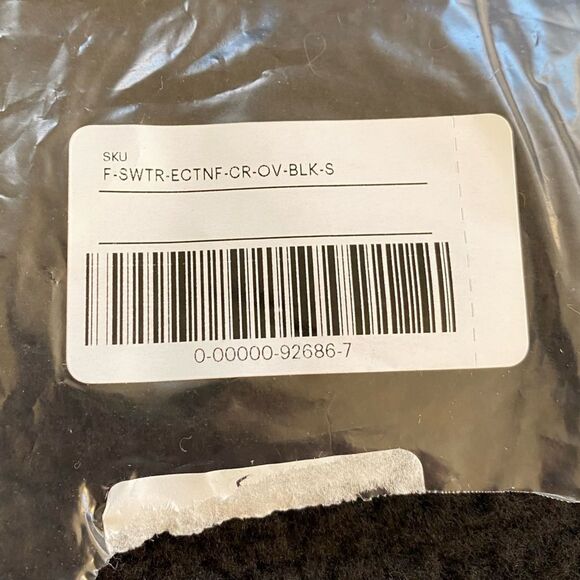 SKU
F-SWTR-ECTNF-CR-OV-BLK-S
0-00000-92686-7